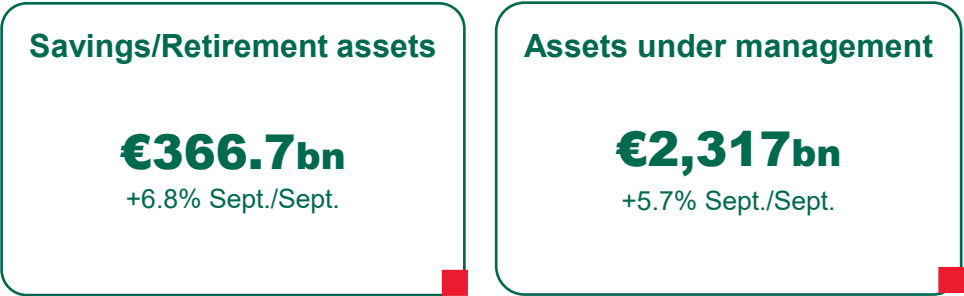 Savings/Retirement assets
€366.7bn
+6.8% Sept./Sept.
Assets under management
€2,317bn
+5.7% Sept./Sept.